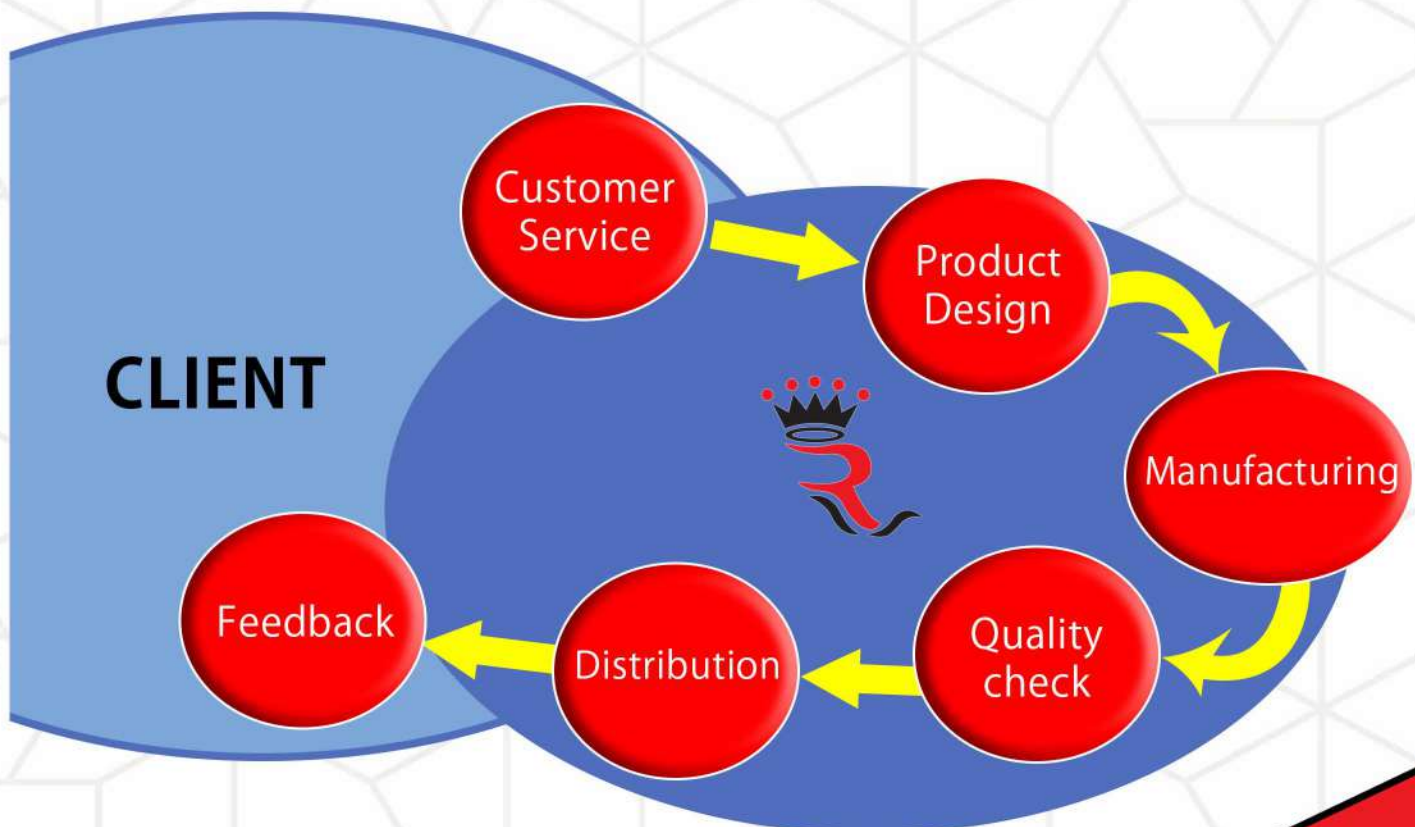 CLIENT
Customer
Service
Product
Design
Manufacturing
Quality
check
Distribution
Feedback